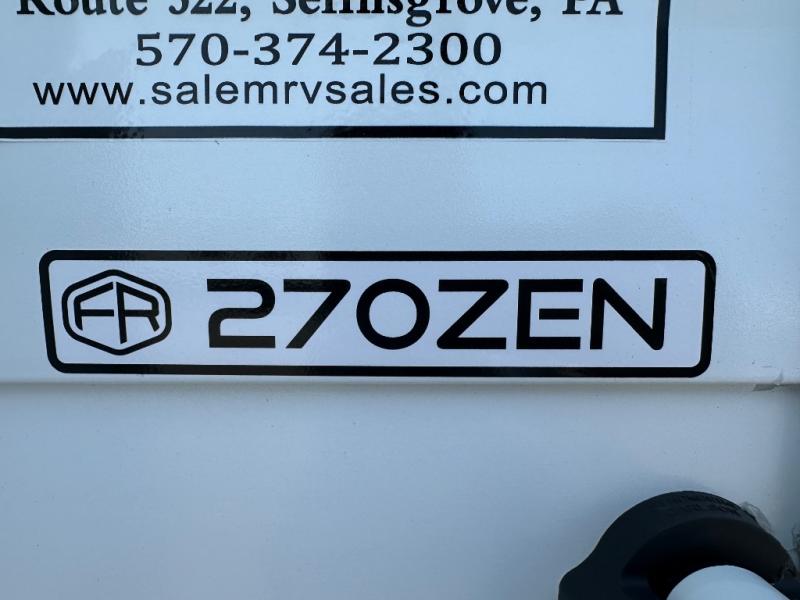 Route 522, Selinsgrove, PA
570-374-2300
www.salemrvsales.com
FR 270ZEN